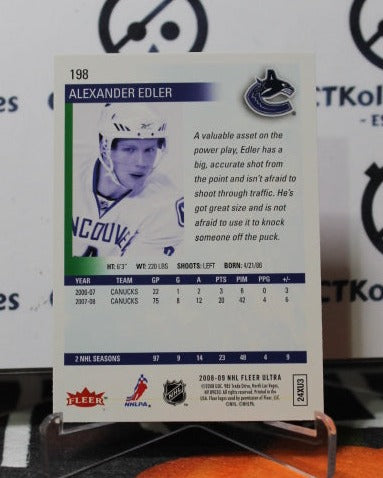 198
ALEXANDER EDLER
CTKol
- ES
ctibles
A valuable asset on the
power play, Edler has a
big, accurate shot from
the point and isn't afraid to
shoot through traffic. He's
got great size and is not
afraid to use it to knock
someone off the puck.
NCOUVE
HT: 6'3" WT: 220 LBS SHOOTS: LEFT BORN: 4/21/86
YEAR TEAM GP G A PTS PIM PPG +/-
2006-07 CANUCKS 22 1 2 3 6 0 3
2007-08 CANUCKS 75 8 12 20 42 4 6
2 NHL SEASONS 97 9 14 23 48 4 9
FLEER
NHLPA
NHL
2008-09 NHL FLEER ULTRA
24XU3